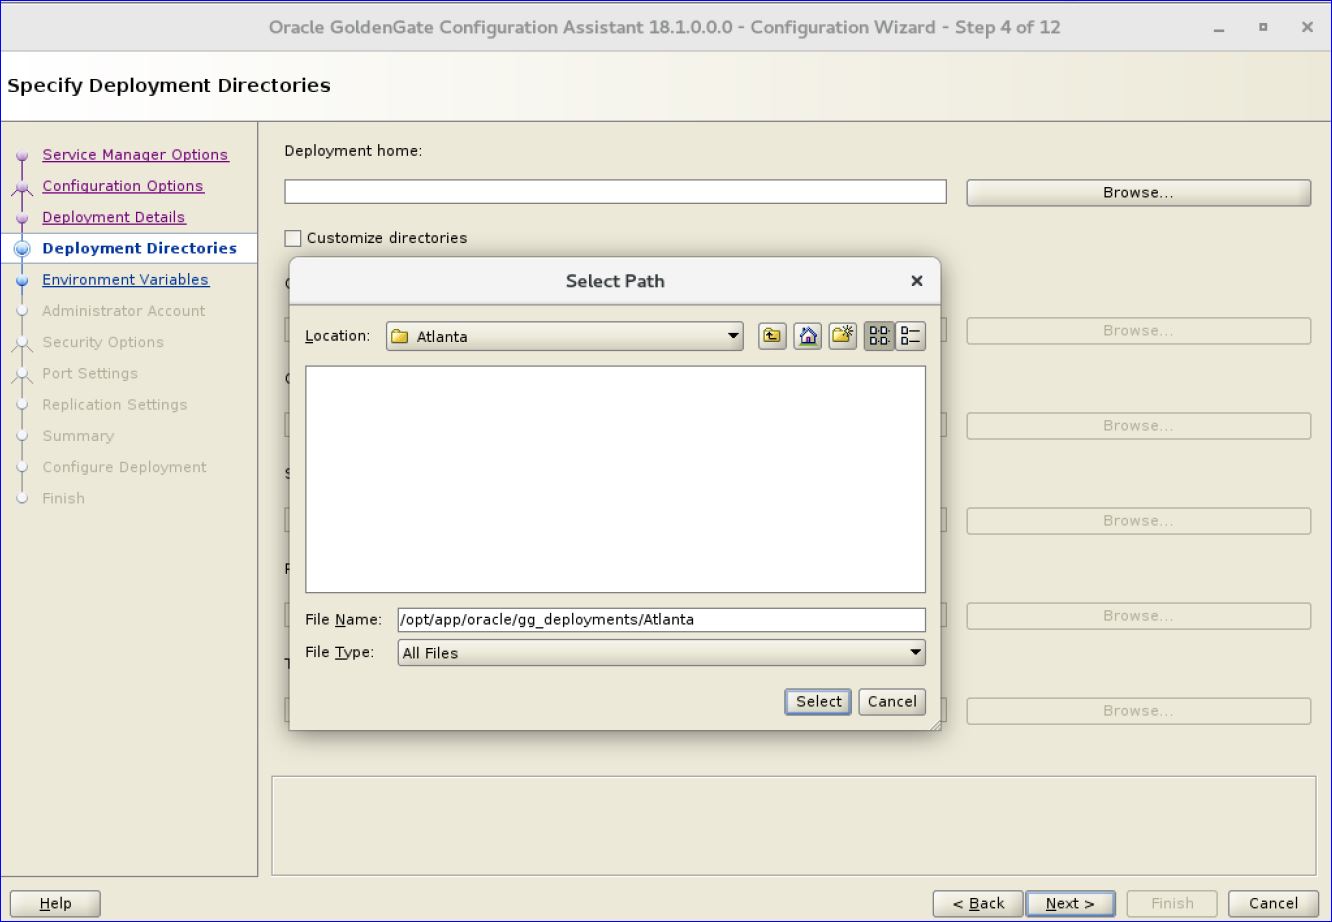 Oracle GoldenGate Configuration Assistant 18.1.0.0.0 - Configuration Wizard - Step 4 of 12
Specify Deployment Directories
Service Manager Options
Configuration Options
Deployment Details
Deployment Directories
Environment Variables
Administrator Account
Security Options
Port Settings
Replication Settings
Summary
Configure Deployment
Finish
Deployment home:
Browse...
Customize directories
Select Path
Location: Atlanta
File Name: /opt/app/oracle/gg_deployments/Atlanta
File Type: All Files
Select Cancel
Browse...
Browse...
Browse...
Browse...
Browse...
Help < Back Next > Finish Cancel